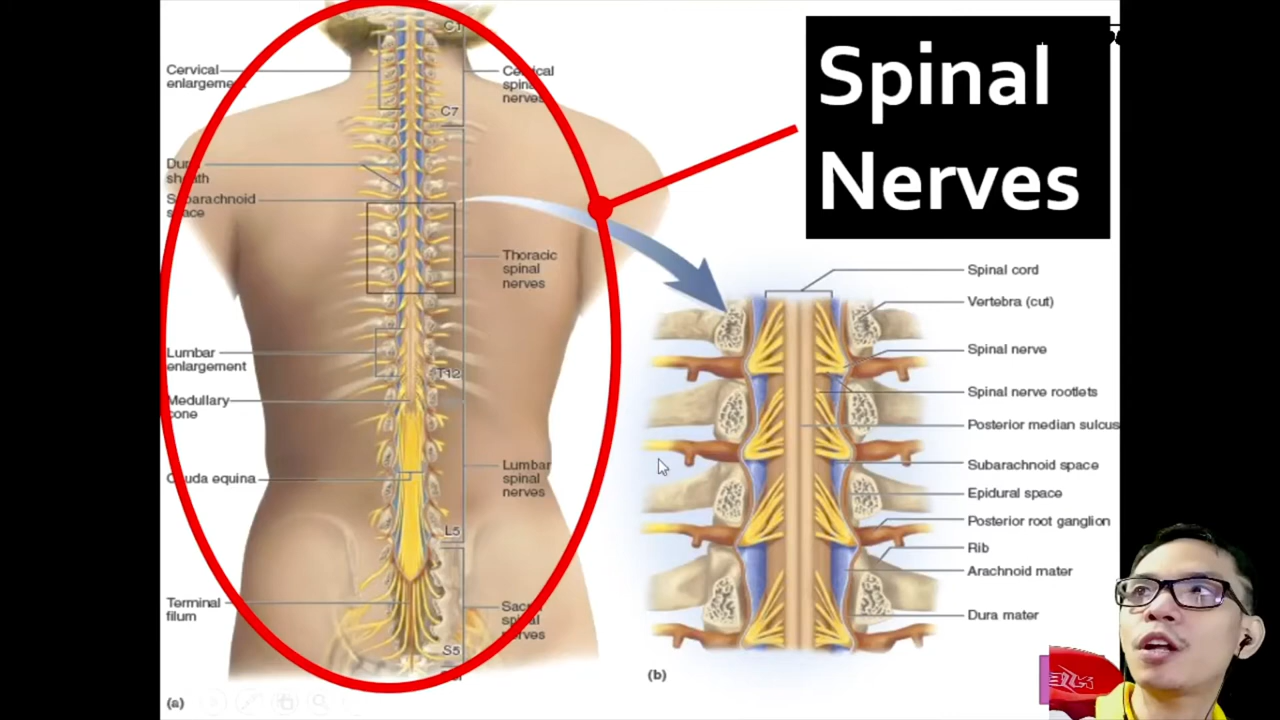 Spinal
Nerves
C1
Cervical
enlargement
Cervical
spinal
nerves
C7
Dural
sheath
Subarachnoid
space
Thoracic
spinal
nerves
Lumbar
enlargement
T12
Medullary
cone
Cauda equina
Lumbar
spinal
nerves
L5
Terminal
filum
Sacral
spinal
nerves
S5
(a)
Spinal cord
Vertebra (cut)
Spinal nerve
Spinal nerve rootlets
Posterior median sulcus
Subarachnoid space
Epidural space
Posterior root ganglion
Rib
Arachnoid mater
Dura mater
(b)